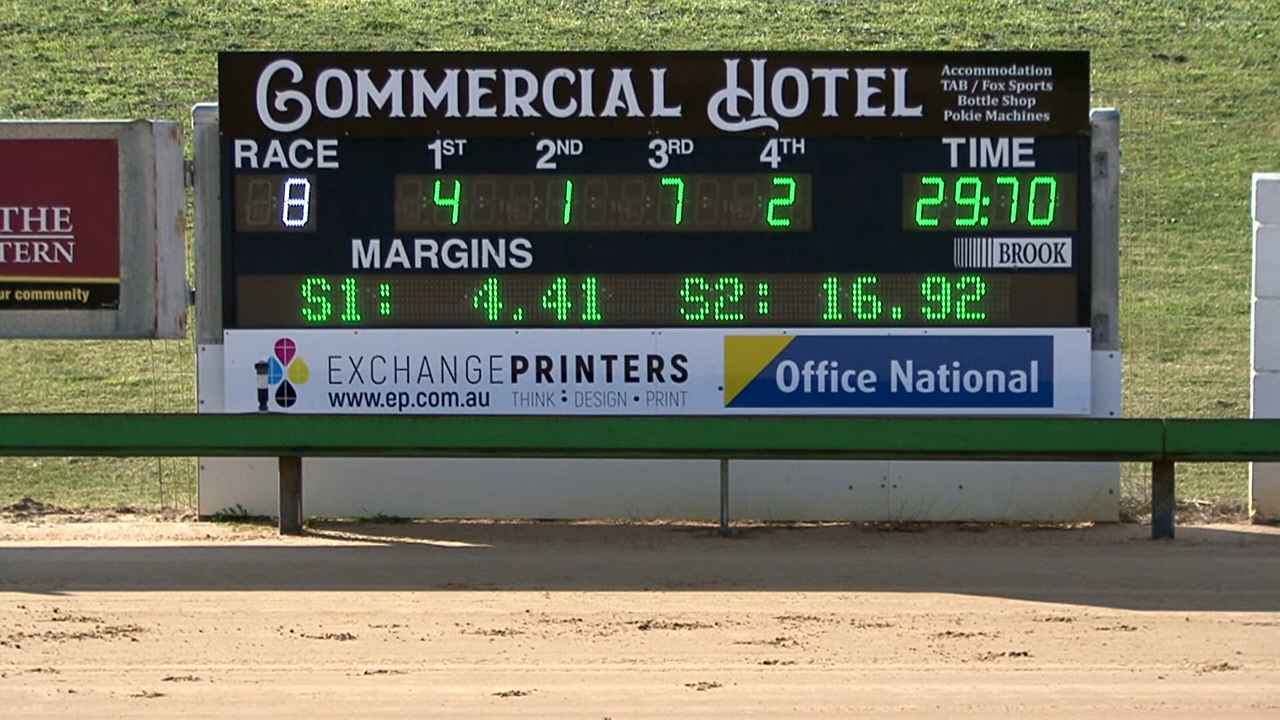 COMMERCIAL HOTEL
Accommodation
TAB / Fox Sports
Bottle Shop
Pokie Machines
RACE 1ST 2ND 3RD 4TH TIME
8 4 1 7 2 29:70
MARGINS
BROOK
S1: 4.41 S2: 16.92
THE
TERN
ur community
EXCHANGEPRINTERS
www.ep.com.au THINK : DESIGN • PRINT
Office National